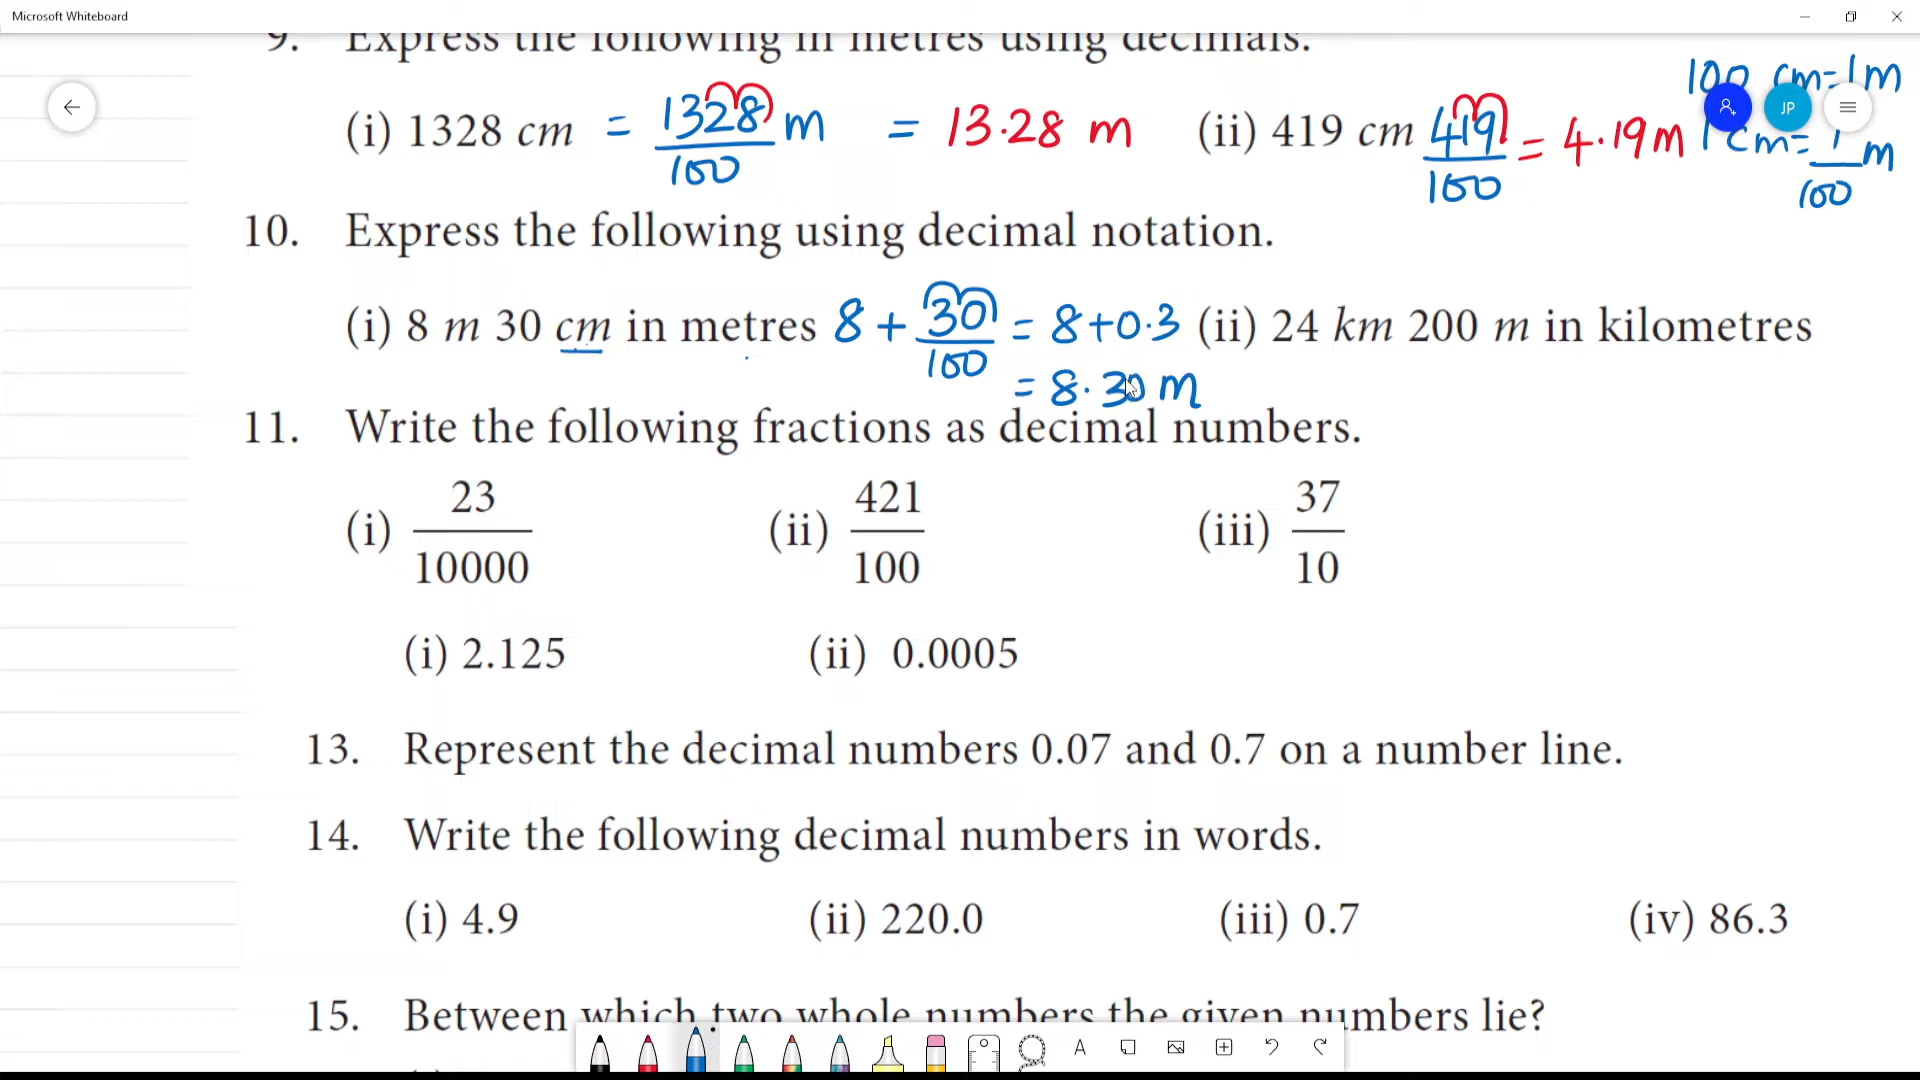 Microsoft Whiteboard
9. Express the following in metres using decimals.
100 cm = 1m
(i) 1328 cm = 1328/100 m = 13.28 m (ii) 419 cm 419/100 = 4.19m
1 cm = 1/100 m
JP
10. Express the following using decimal notation.
(i) 8 m 30 cm in metres 8 + 30/100 = 8+0.3 (ii) 24 km 200 m in kilometres
= 8.30 m
11. Write the following fractions as decimal numbers.
(i) 23/10000 (ii) 421/100 (iii) 37/10
(i) 2.125 (ii) 0.0005
13. Represent the decimal numbers 0.07 and 0.7 on a number line.
14. Write the following decimal numbers in words.
(i) 4.9 (ii) 220.0 (iii) 0.7 (iv) 86.3
15. Between which two whole numbers the given numbers lie?
A